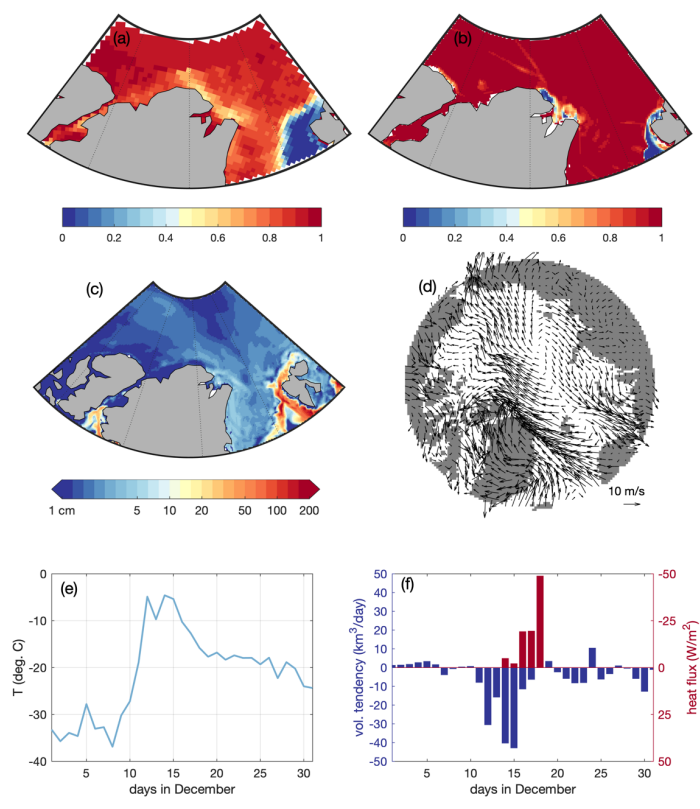 (a)
(b)
0 0.2 0.4 0.6 0.8 1
0 0.2 0.4 0.6 0.8 1
(c)
(d)
1 cm 5 10 20 50 100 200
10 m/s
(e)
T (deg. C)
0
-10
-20
-30
-40
5 10 15 20 25 30
days in December
(f)
vol. tendency (km³/day)
50
40
30
20
10
0
-10
-20
-30
-40
-50
5 10 15 20 25 30
days in December
-50
-25
0
25
50
heat flux (W/m²)